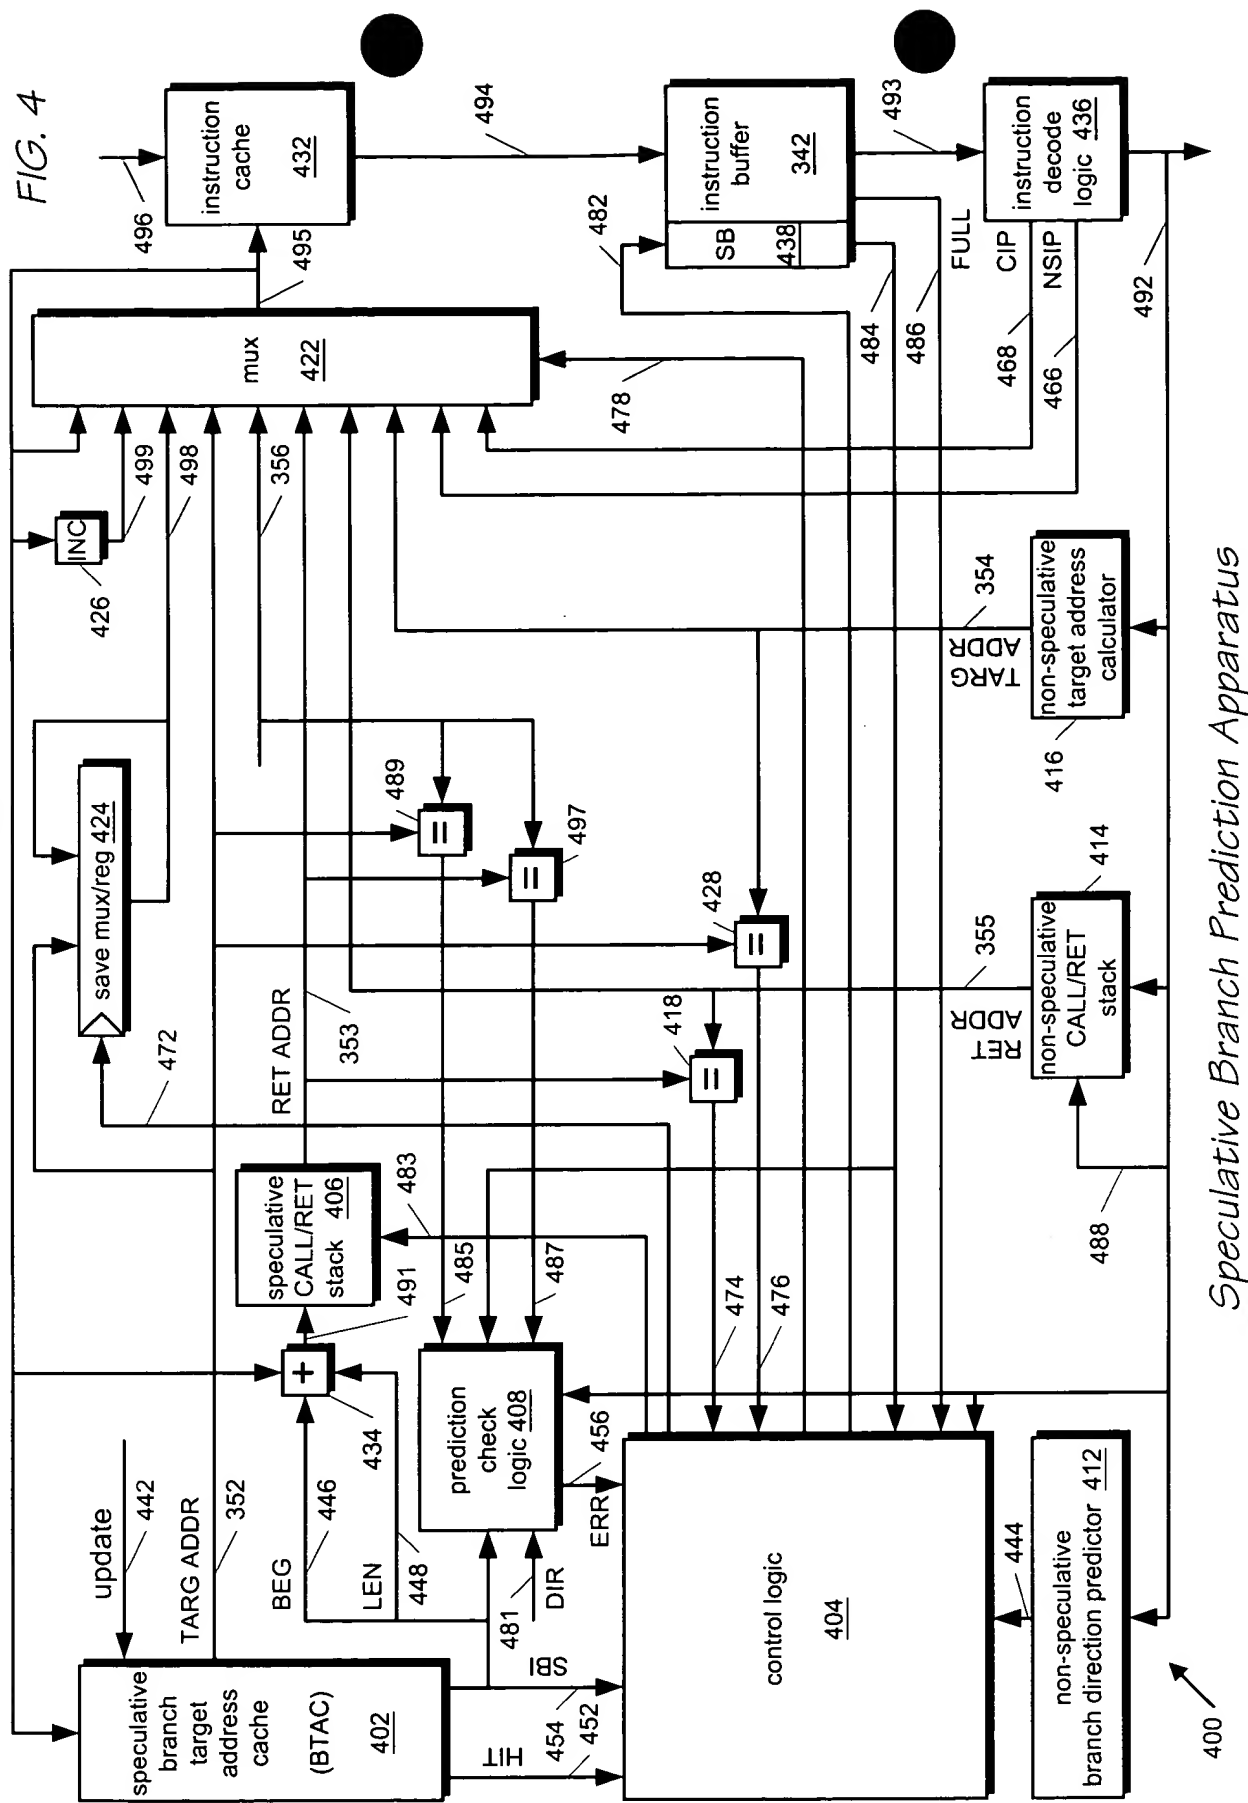 FIG. 4
496
instruction
cache
432
494
instruction
buffer
342
SB
438
482
493
instruction
decode
logic 436
FULL
CIP
NSIP
495
mux
422
478
484
486
468
466
492
INC
426
499
498
356
save mux/reg 424
472
489
497
428
418
354
TARG
ADDR
non-speculative
target address
calculator
416
355
RET
ADDR
non-speculative
CALL/RET
stack
414
488
RET ADDR
353
speculative
CALL/RET
stack 406
483
491
485
487
474
476
+
434
prediction
check
logic 408
456
ERR
update
442
TARG ADDR
352
BEG
446
LEN
448
481
DIR
speculative
branch
target
address
cache
(BTAC)
402
SBI
454
HIT
452
control logic
404
444
non-speculative
branch direction predictor 412
400
Speculative Branch Prediction Apparatus
=
=
=
=